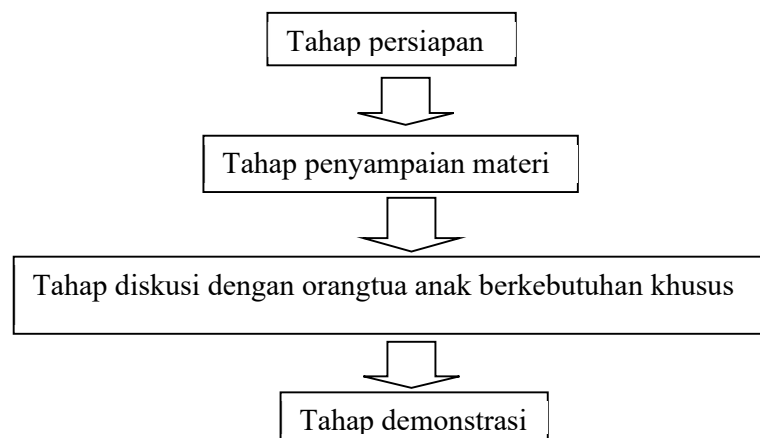 Tahap persiapan
Tahap penyampaian materi
Tahap diskusi dengan orangtua anak berkebutuhan khusus
Tahap demonstrasi